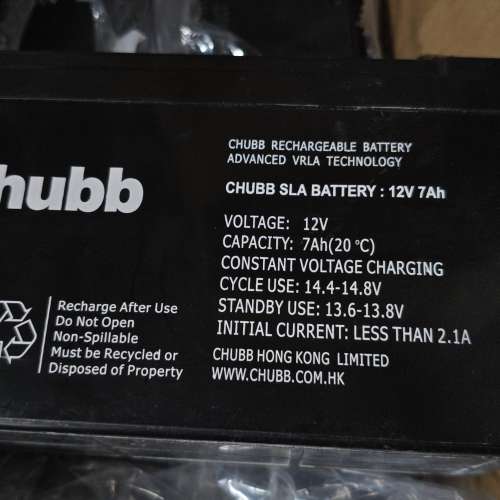 hubb
CHUBB RECHARGEABLE BATTERY
ADVANCED VRLA TECHNOLOGY
CHUBB SLA BATTERY : 12V 7Ah
VOLTAGE: 12V
CAPACITY: 7Ah(20 °C)
CONSTANT VOLTAGE CHARGING
CYCLE USE: 14.4-14.8V
STANDBY USE: 13.6-13.8V
INITIAL CURRENT: LESS THAN 2.1A
CHUBB HONG KONG LIMITED
WWW.CHUBB.COM.HK
Recharge After Use
Do Not Open
Non-Spillable
Must be Recycled or
Disposed of Property